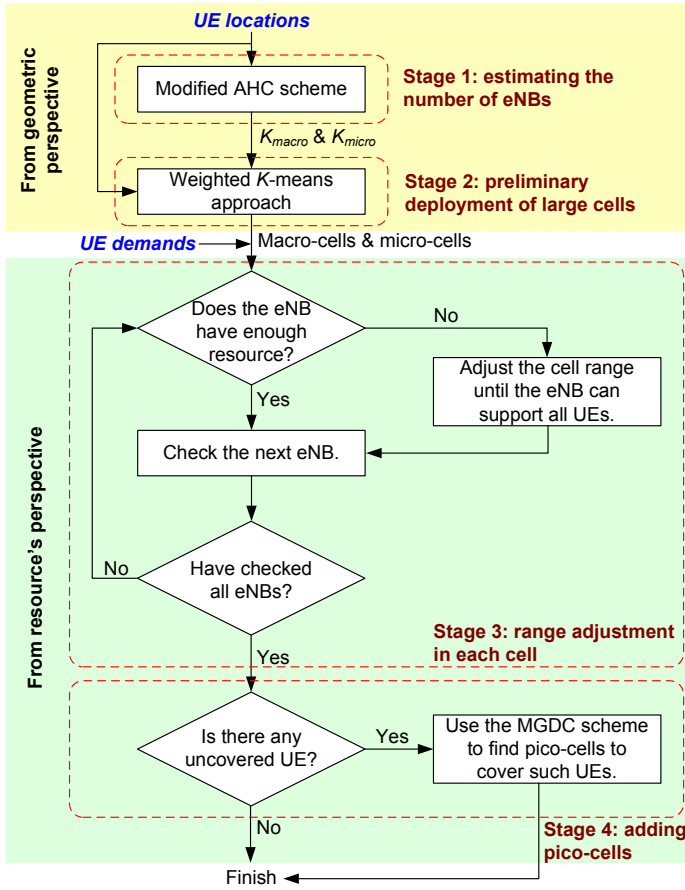 UE locations
From geometric
perspective
Modified AHC scheme
Stage 1: estimating the
number of eNBs
Kmacro & Kmicro
Weighted K-means
approach
Stage 2: preliminary
deployment of large cells
UE demands
Macro-cells & micro-cells
From resource's perspective
Does the eNB
have enough
resource?
No
Adjust the cell range
until the eNB can
support all UEs.
Yes
Check the next eNB.
No
Have checked
all eNBs?
Stage 3: range adjustment
in each cell
Yes
Is there any
uncovered UE?
Yes
Use the MGDC scheme
to find pico-cells to
cover such UEs.
No
Stage 4: adding
pico-cells
Finish